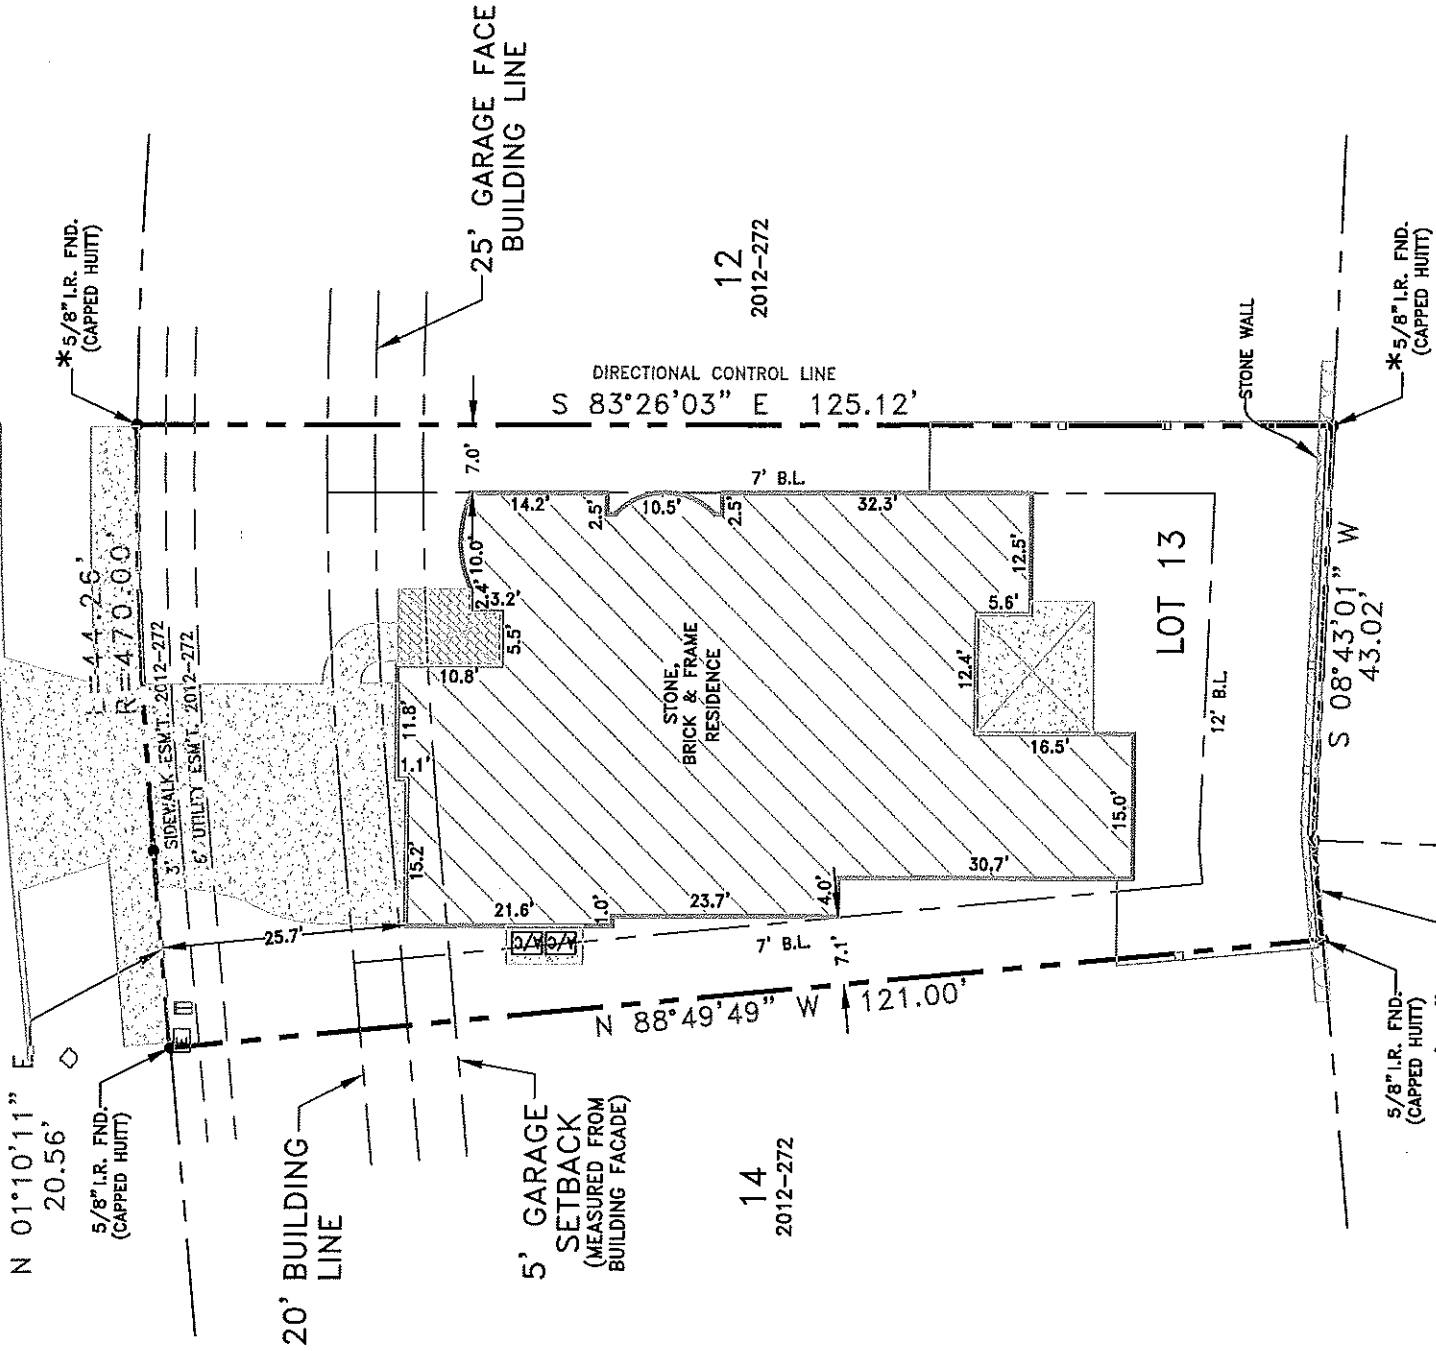 N 01°10'11" E
20.56'
5/8" I.R. FND.
(CAPPED HUITT)
L=44.26'
R=470.00'
3' SIDEWALK ESM'T. 2012-272
6' UTILITY ESM'T. 2012-272
*5/8" I.R. FND.
(CAPPED HUITT)
25' GARAGE FACE
BUILDING LINE
20' BUILDING
LINE
5' GARAGE
SETBACK
(MEASURED FROM
BUILDING FACADE)
25.7'
7.0'
DIRECTIONAL CONTROL LINE
S 83°26'03" E 125.12'
12
2012-272
7' B.L.
14.2'
2.5'
10.5'
2.5'
32.3'
10.0'
2.4'
3.2'
5.5'
10.8'
11.8'
1.1'
15.2'
21.6'
1.0'
23.7'
4.0'
30.7'
15.0'
16.5'
12.4'
5.6'
12.5'
STONE,
BRICK & FRAME
RESIDENCE
A/C
A/C
E
7' B.L.
7.1'
N 88°49'49" W 121.00'
14
2012-272
LOT 13
12' B.L.
STONE WALL
S 08°43'01" W
43.02'
*5/8" I.R. FND.
(CAPPED HUITT)
5/8" I.R. FND.
(CAPPED HUITT)